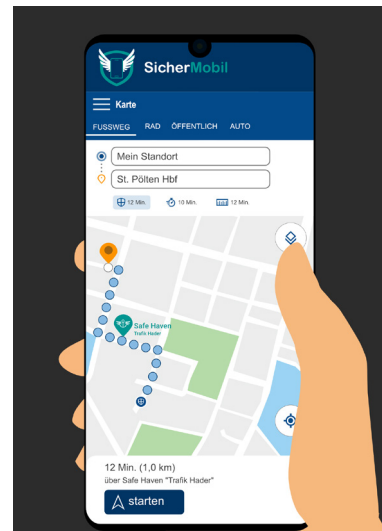 SicherMobil
Karte
FUSSWEG RAD ÖFFENTLICH AUTO
Mein Standort
St. Pölten Hbf
12 Min. 10 Min. 12 Min.
Safe Haven
Trafik Hader
12 Min. (1,0 km)
über Safe Haven "Trafik Hader"
starten